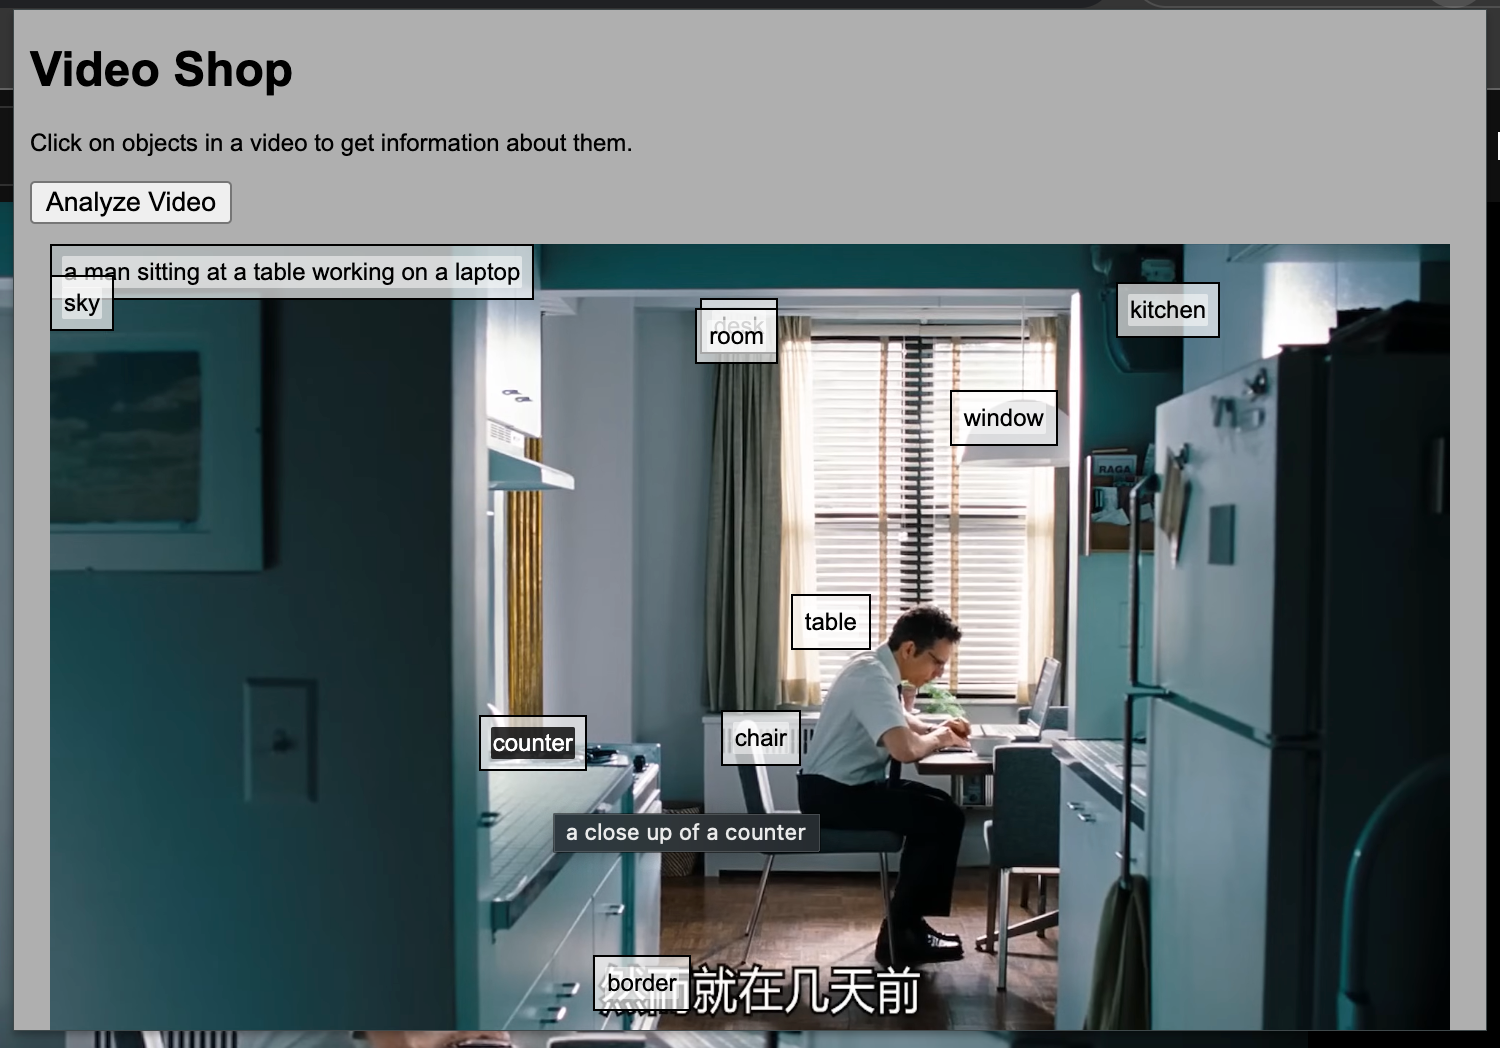 Video Shop
Click on objects in a video to get information about them.
Analyze Video
a man sitting at a table working on a laptop
sky
desk
room
kitchen
window
RAGA
table
counter
chair
a close up of a counter
border
然而就在几天前